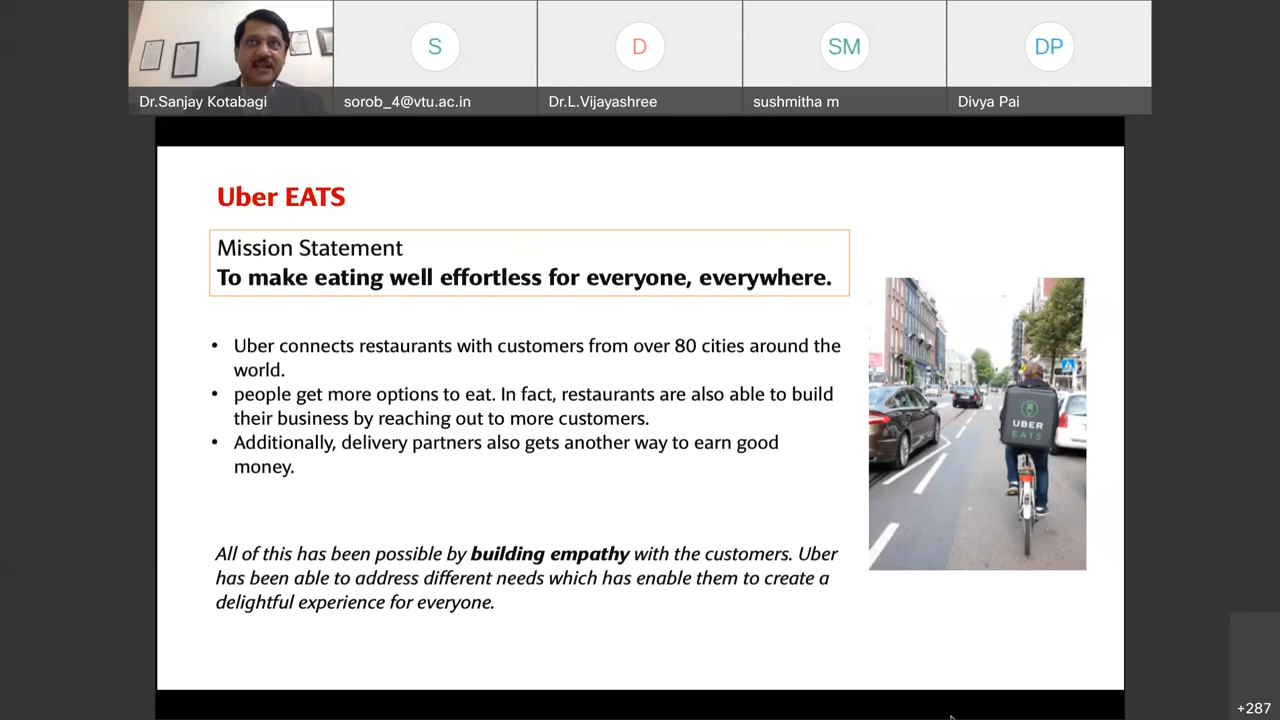 S
D
SM
DP
Dr.Sanjay Kotabagi
sorob_4@vtu.ac.in
Dr.L.Vijayashree
sushmitha m
Divya Pai
Uber EATS
Mission Statement
To make eating well effortless for everyone, everywhere.
• Uber connects restaurants with customers from over 80 cities around the
world.
• people get more options to eat. In fact, restaurants are also able to build
their business by reaching out to more customers.
• Additionally, delivery partners also gets another way to earn good
money.
UBER
EATS
All of this has been possible by building empathy with the customers. Uber
has been able to address different needs which has enable them to create a
delightful experience for everyone.
+287